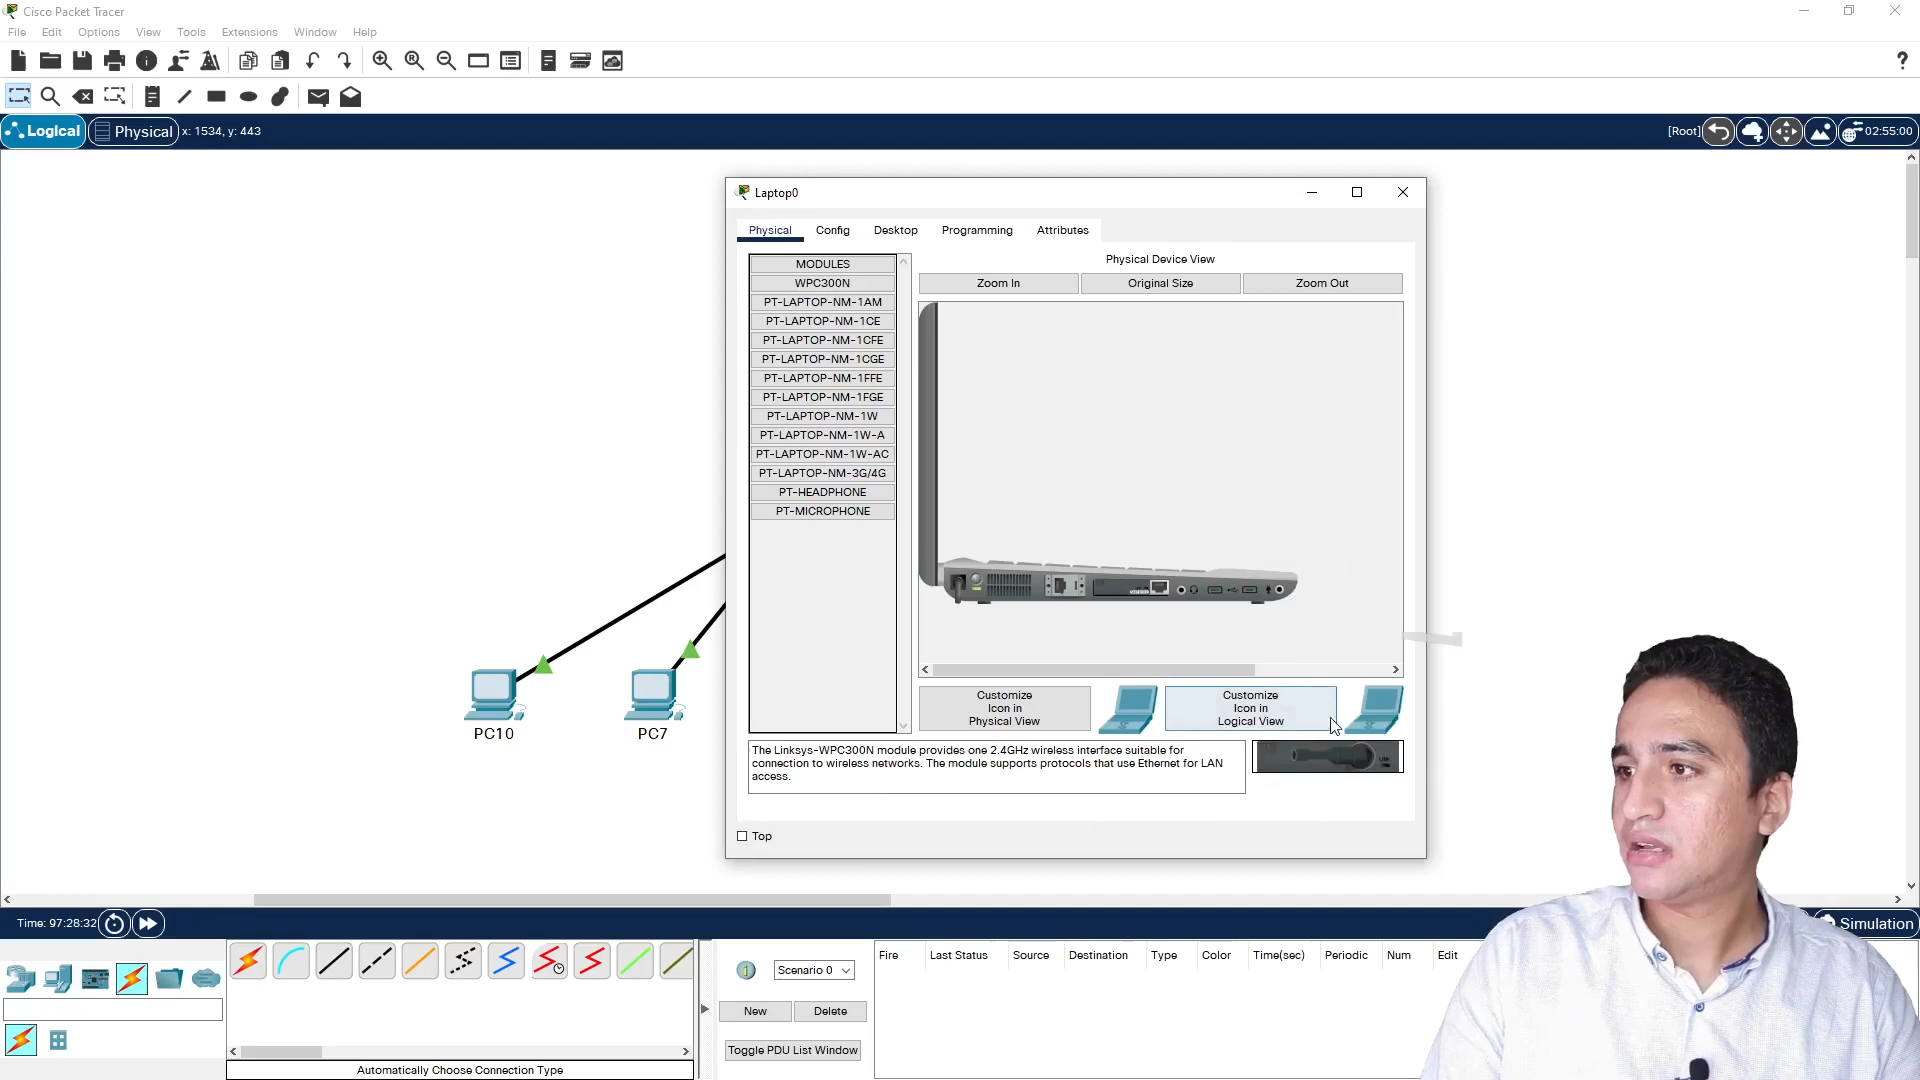 Cisco Packet Tracer
File Edit Options View Tools Extensions Window Help
?
Logical Physical x: 1534, y: 443 [Root] 02:55:00
Laptop0
Physical Config Desktop Programming Attributes
MODULES
WPC300N
PT-LAPTOP-NM-1AM
PT-LAPTOP-NM-1CE
PT-LAPTOP-NM-1CFE
PT-LAPTOP-NM-1CGE
PT-LAPTOP-NM-1FFE
PT-LAPTOP-NM-1FGE
PT-LAPTOP-NM-1W
PT-LAPTOP-NM-1W-A
PT-LAPTOP-NM-1W-AC
PT-LAPTOP-NM-3G/4G
PT-HEADPHONE
PT-MICROPHONE
Physical Device View
Zoom In Original Size Zoom Out
Customize
Icon in
Physical View
Customize
Icon in
Logical View
The Linksys-WPC300N module provides one 2.4GHz wireless interface suitable for
connection to wireless networks. The module supports protocols that use Ethernet for LAN
access.
Top
PC10 PC7
Time: 97:28:32 Simulation
Scenario 0
New Delete
Toggle PDU List Window
Fire Last Status Source Destination Type Color Time(sec) Periodic Num Edit
Automatically Choose Connection Type